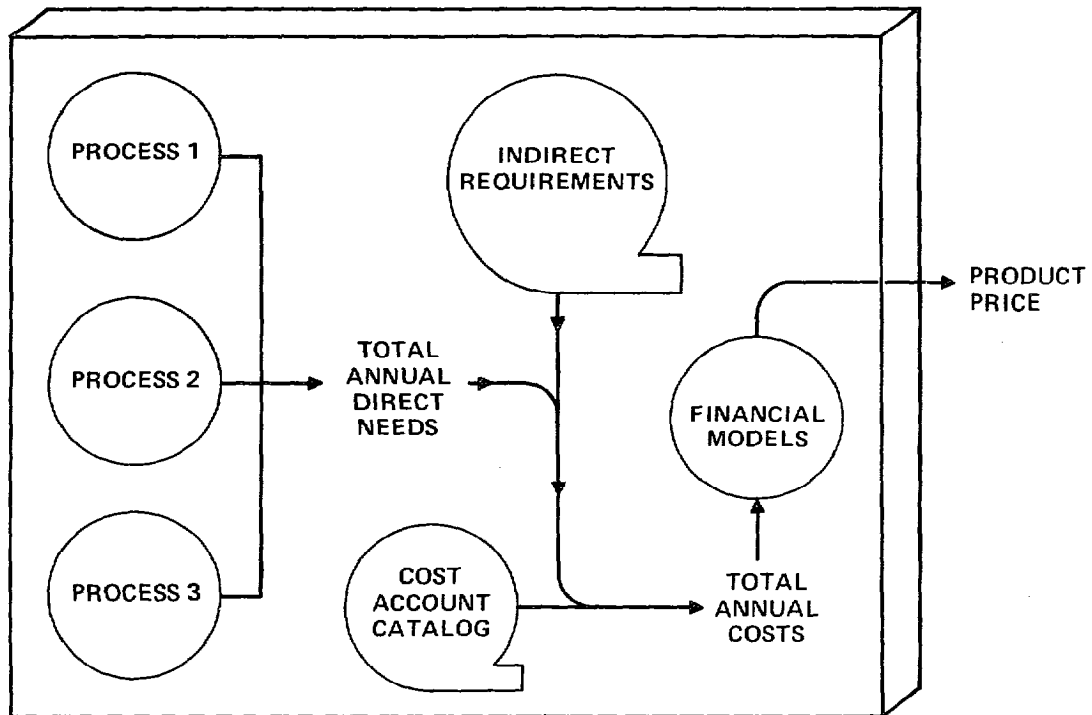 PROCESS 1
PROCESS 2
PROCESS 3
TOTAL
ANNUAL
DIRECT
NEEDS
INDIRECT
REQUIREMENTS
COST
ACCOUNT
CATALOG
TOTAL
ANNUAL
COSTS
FINANCIAL
MODELS
PRODUCT
PRICE